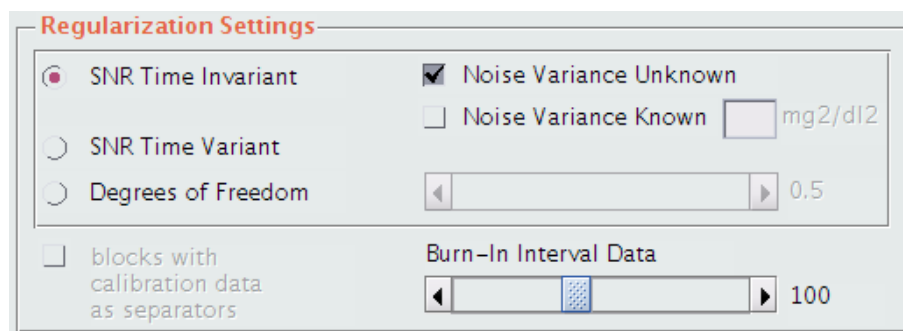 Regularization Settings
SNR Time Invariant
Noise Variance Unknown
Noise Variance Known mg2/dl2
SNR Time Variant
Degrees of Freedom 0.5
blocks with
calibration data
as separators
Burn-In Interval Data
100